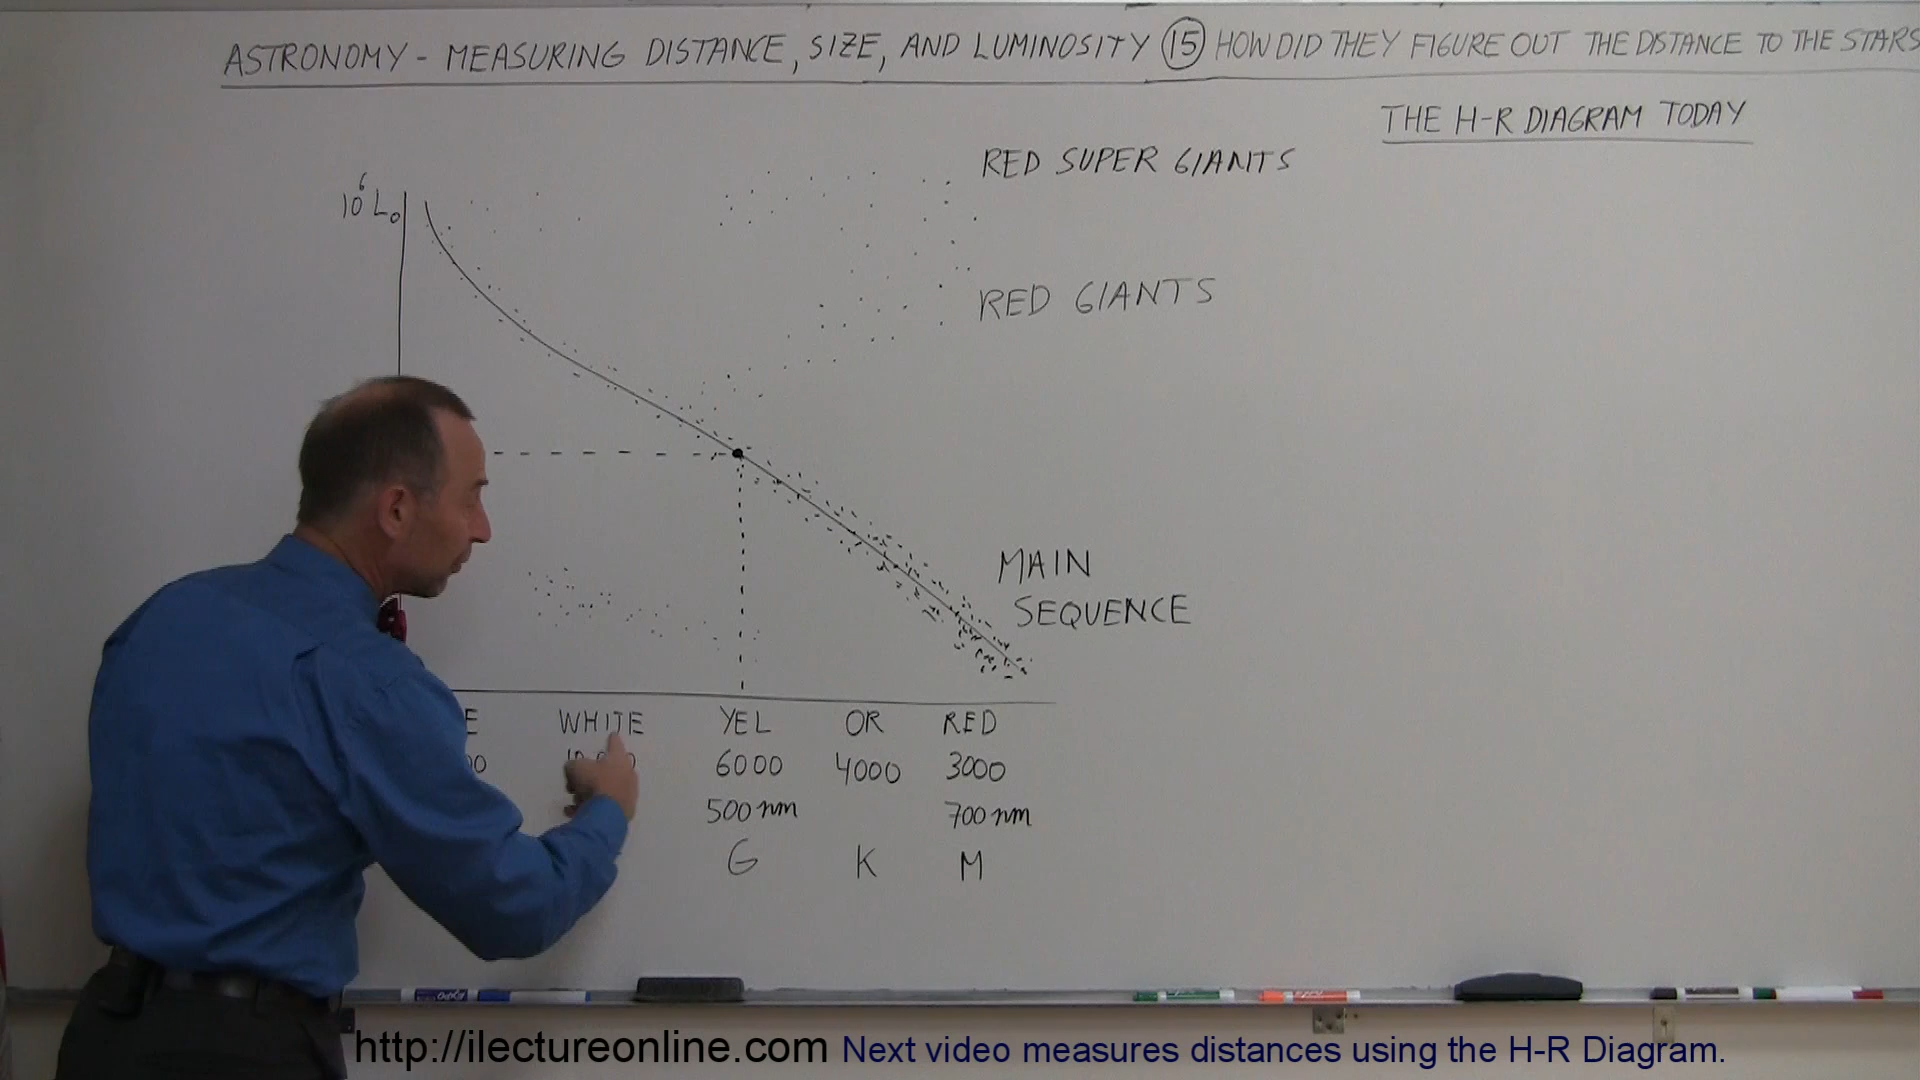 ASTRONOMY - MEASURING DISTANCE, SIZE, AND LUMINOSITY 15 HOW DID THEY FIGURE OUT THE DISTANCE TO THE STARS
THE H-R DIAGRAM TODAY
RED SUPER GIANTS
10⁶ L₀
RED GIANTS
MAIN
SEQUENCE
E WHITE YEL OR RED
6000 4000 3000
500 nm 700 nm
G K M
EXPO
http://ilectureonline.com Next video measures distances using the H-R Diagram.